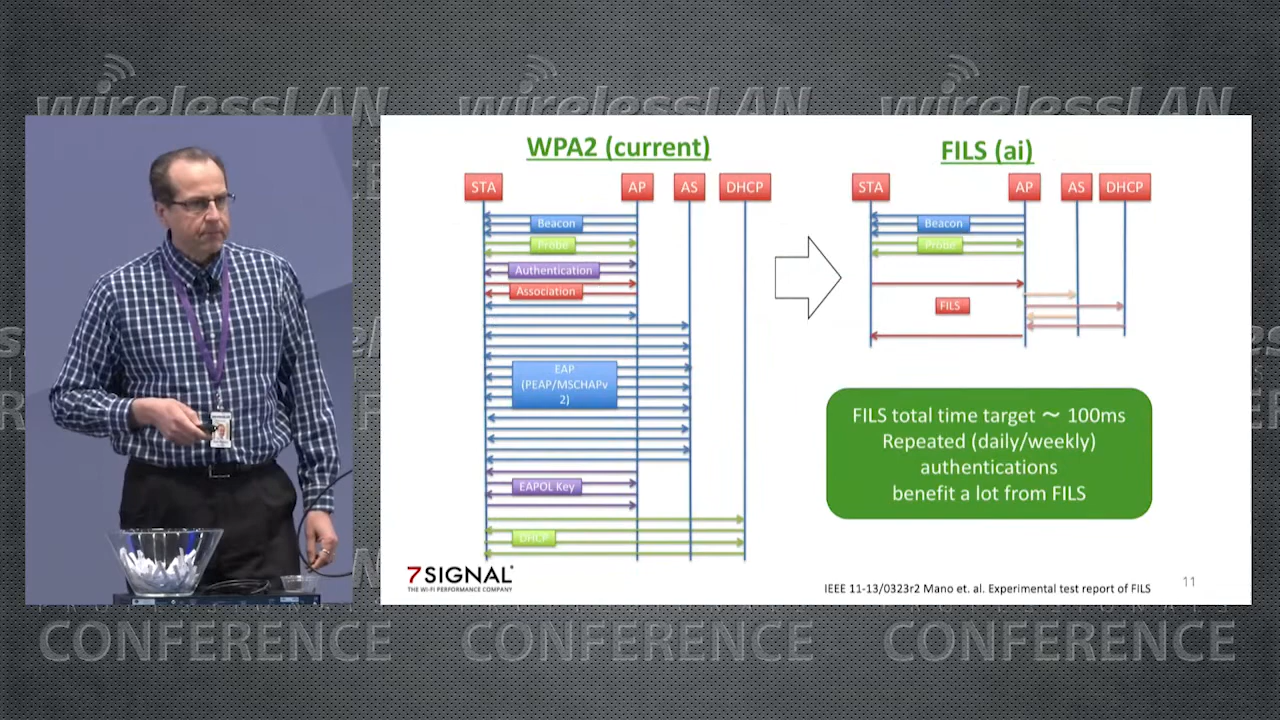 wirelessLAN wirelessLAN wirelessLAN
WPA2 (current)
STA AP AS DHCP
Beacon
Probe
Authentication
Association
EAP
(PEAP/MSCHAPv
2)
EAPOL Key
DHCP
FILS (ai)
STA AP AS DHCP
Beacon
Probe
FILS
FILS total time target ~ 100ms
Repeated (daily/weekly)
authentications
benefit a lot from FILS
7SIGNAL®
THE WI-FI PERFORMANCE COMPANY
IEEE 11-13/0323r2 Mano et. al. Experimental test report of FILS
11
CONFERENCE CONFERENCE CONFERENCE